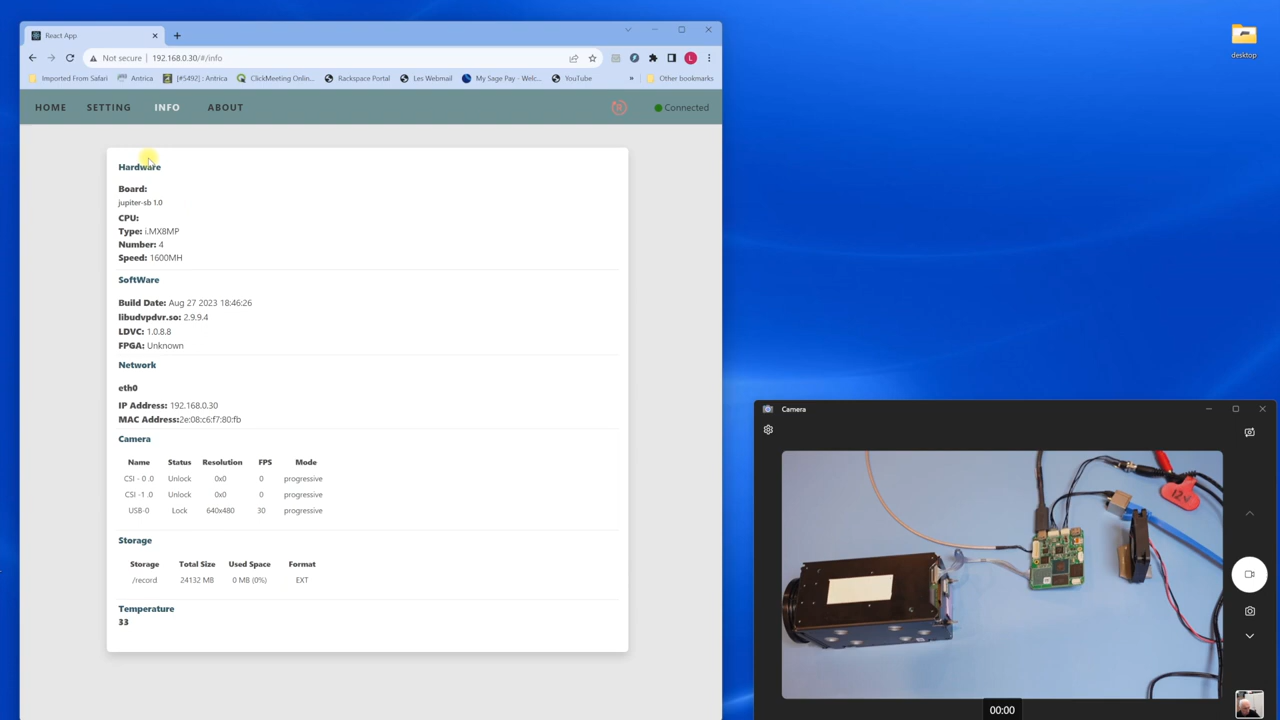 React App
Not secure 192.168.0.30/#/info
Imported From Safari Antrica [#5492] : Antrica ClickMeeting Onlin... Rackspace Portal Les Webmail My Sage Pay - Welc... YouTube » Other bookmarks
HOME SETTING INFO ABOUT Connected
Hardware
Board:
jupiter-sb 1.0
CPU:
Type: i.MX8MP
Number: 4
Speed: 1600MH
SoftWare
Build Date: Aug 27 2023 18:46:26
libudvpdvr.so: 2.9.9.4
LDVC: 1.0.8.8
FPGA: Unknown
Network
eth0
IP Address: 192.168.0.30
MAC Address:2e:08:c6:f7:80:fb
Camera
Name Status Resolution FPS Mode
CSI - 0 .0 Unlock 0x0 0 progressive
CSI -1 .0 Unlock 0x0 0 progressive
USB-0 Lock 640x480 30 progressive
Storage
Storage Total Size Used Space Format
/record 24132 MB 0 MB (0%) EXT
Temperature
33
desktop
Camera
12V
00:00